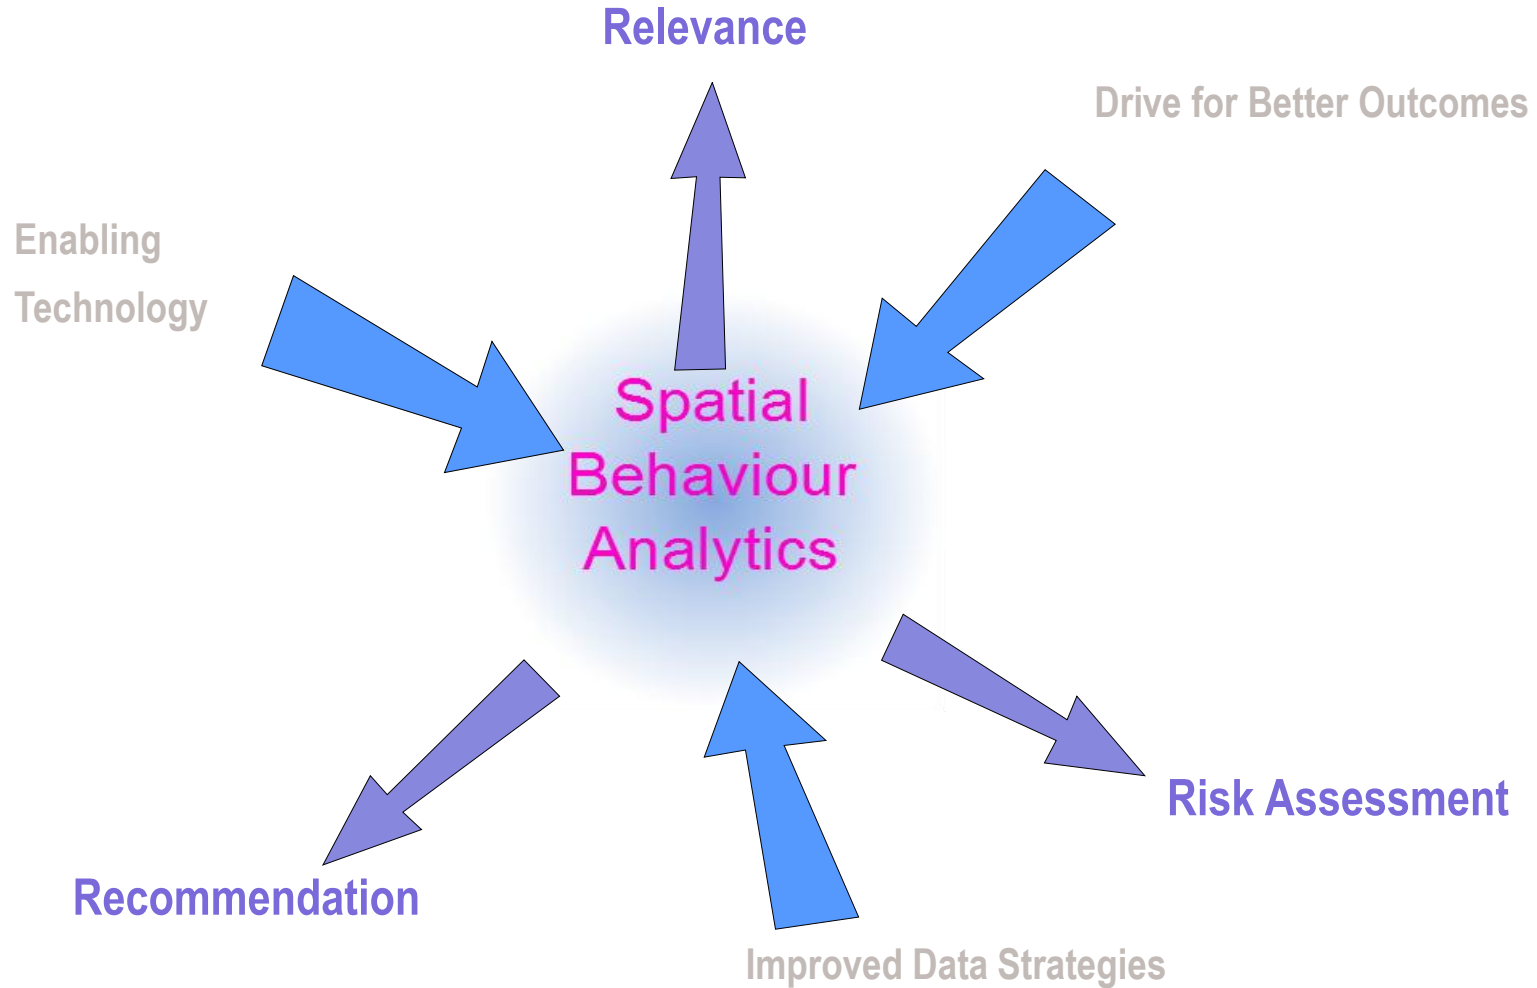 Relevance
Drive for Better Outcomes
Enabling
Technology
Spatial
Behaviour
Analytics
Risk Assessment
Recommendation
Improved Data Strategies